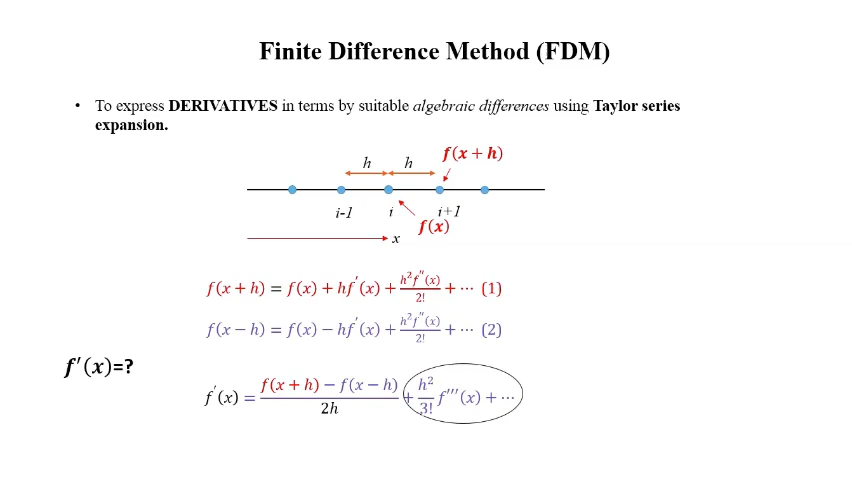 Finite Difference Method (FDM)
• To express DERIVATIVES in terms by suitable algebraic differences using Taylor series
expansion.
f(x + h)
h h
i-1 i i+1
f(x)
x
f(x + h) = f(x) + hf′(x) + h²f″(x)/2! + ⋯ (1)
f(x − h) = f(x) − hf′(x) + h²f″(x)/2! + ⋯ (2)
f′(x)=?
f′(x) = (f(x + h) − f(x − h))/2h + h²/3! f‴(x) + ⋯